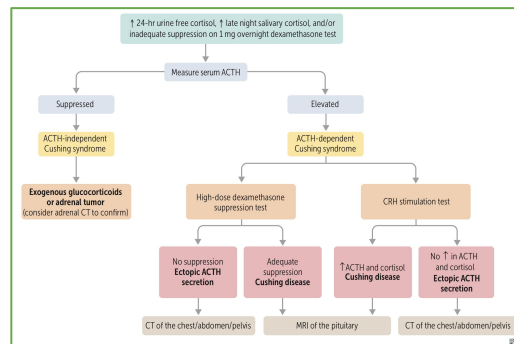 ↑ 24-hr urine free cortisol, ↑ late night salivary cortisol, and/or
inadequate suppression on 1 mg overnight dexamethasone test
Measure serum ACTH
Suppressed
Elevated
ACTH-independent
Cushing syndrome
ACTH-dependent
Cushing syndrome
Exogenous glucocorticoids
or adrenal tumor
(consider adrenal CT to confirm)
High-dose dexamethasone
suppression test
CRH stimulation test
No suppression
Ectopic ACTH
secretion
Adequate
suppression
Cushing disease
↑ACTH and cortisol
Cushing disease
No ↑ in ACTH
and cortisol
Ectopic ACTH
secretion
CT of the chest/abdomen/pelvis
MRI of the pituitary
CT of the chest/abdomen/pelvis